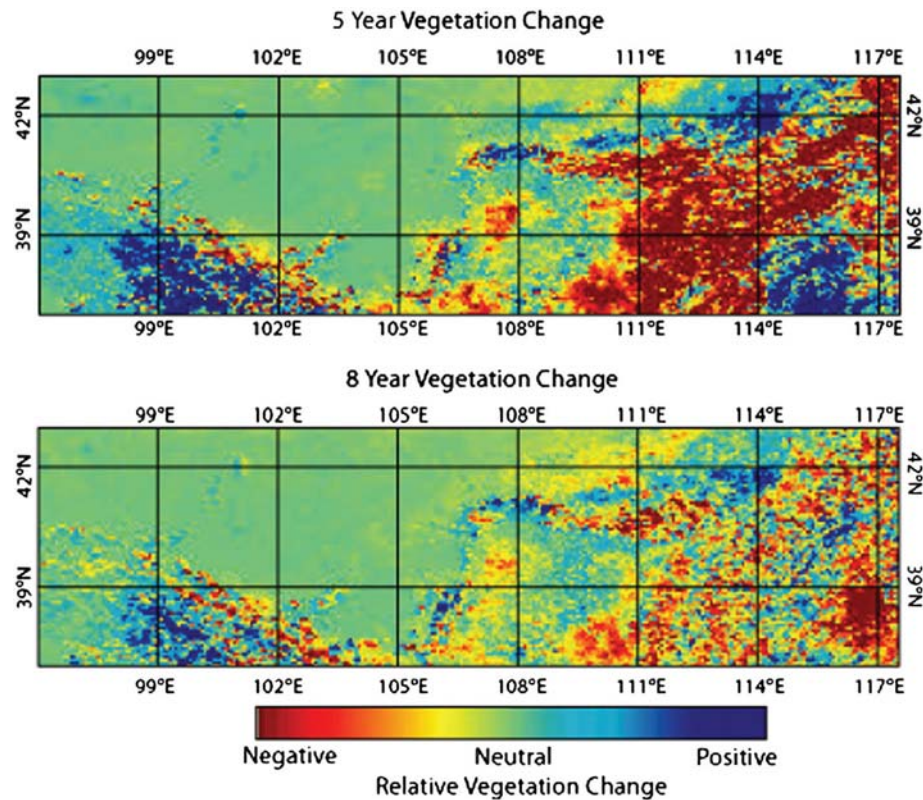 5 Year Vegetation Change
99°E 102°E 105°E 108°E 111°E 114°E 117°E
42°N 42°N
39°N 39°N
99°E 102°E 105°E 108°E 111°E 114°E 117°E
8 Year Vegetation Change
99°E 102°E 105°E 108°E 111°E 114°E 117°E
42°N 42°N
39°N 39°N
99°E 102°E 105°E 108°E 111°E 114°E 117°E
Negative Neutral Positive
Relative Vegetation Change